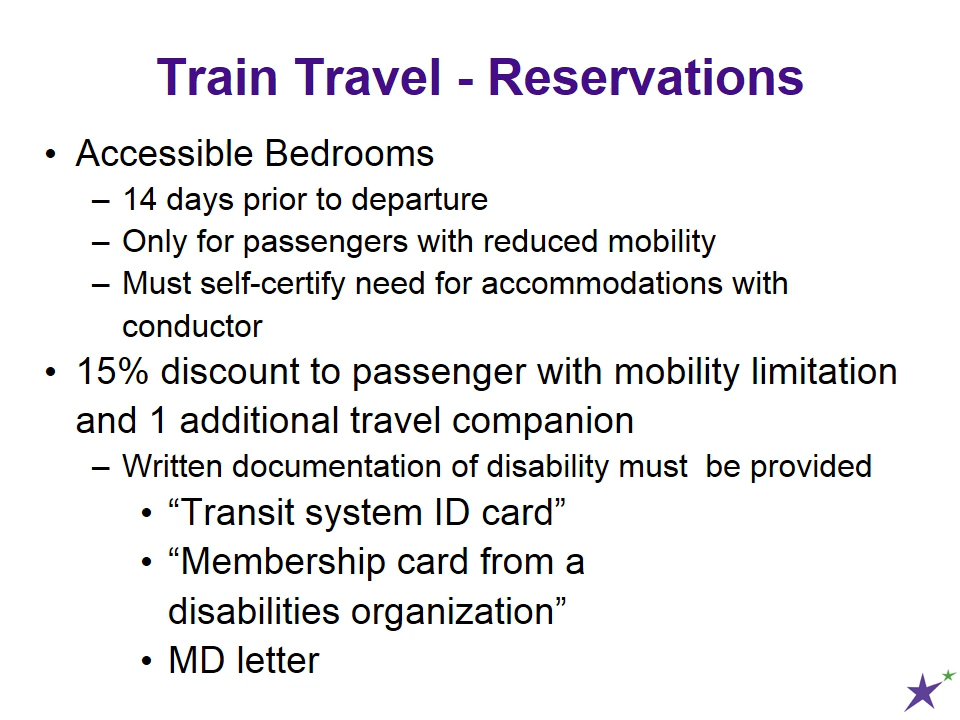 Train Travel - Reservations
• Accessible Bedrooms
– 14 days prior to departure
– Only for passengers with reduced mobility
– Must self-certify need for accommodations with
conductor
• 15% discount to passenger with mobility limitation
and 1 additional travel companion
– Written documentation of disability must  be provided
• “Transit system ID card”
• “Membership card from a
disabilities organization”
• MD letter